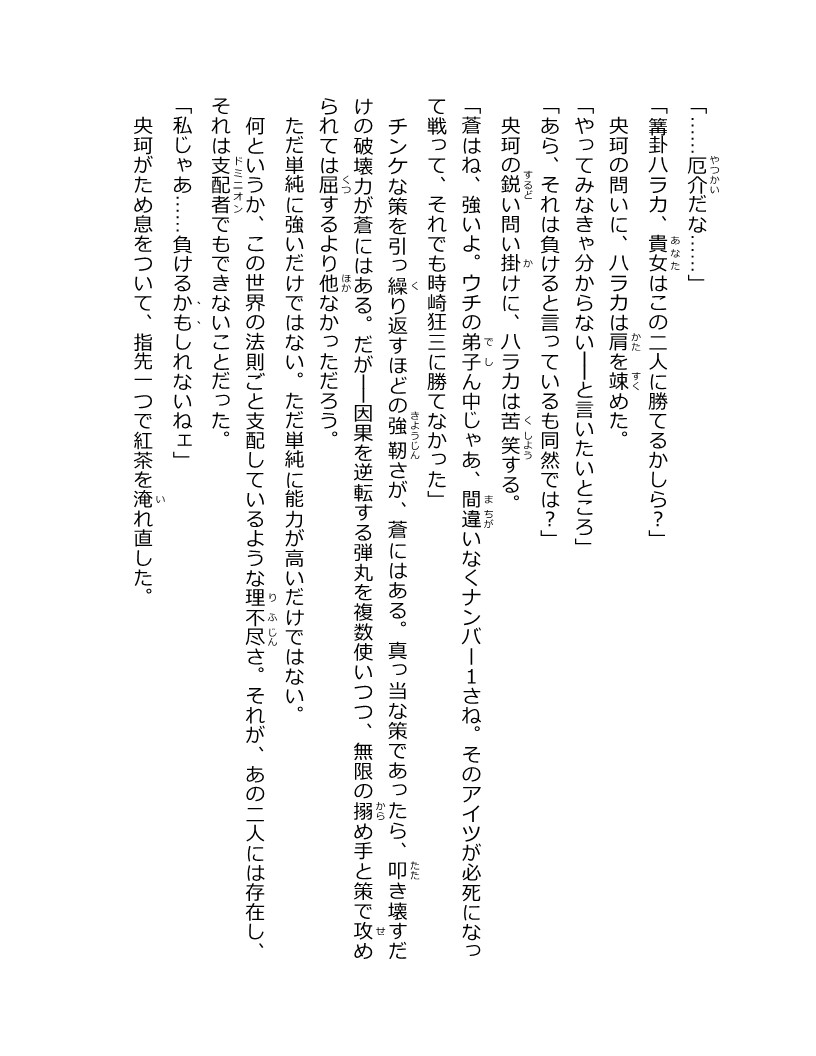 「……厄介だな……」
「篝卦ハラカ、貴女はこの二人に勝てるかしら？」
央珂の問いに、ハラカは肩を竦めた。
「やってみなきゃ分からない──と言いたいところ」
「あら、それは負けると言っているも同然では？」
央珂の鋭い問い掛けに、ハラカは苦笑する。
「蒼はね、強いよ。ウチの弟子ん中じゃあ、間違いなくナンバー１さね。そのアイツが必死になっ
て戦って、それでも時崎狂三に勝てなかった」
チンケな策を引っ繰り返すほどの強靭さが、蒼にはある。真っ当な策であったら、叩き壊すだ
けの破壊力が蒼にはある。だが──因果を逆転する弾丸を複数使いつつ、無限の搦め手と策で攻め
られては屈するより他なかっただろう。
ただ単純に強いだけではない。ただ単純に能力が高いだけではない。
何というか、この世界の法則ごと支配しているような理不尽さ。それが、あの二人には存在し、
それは支配者でもできないことだった。
「私じゃあ……負けるかもしれないねェ」
央珂がため息をついて、指先一つで紅茶を淹れ直した。